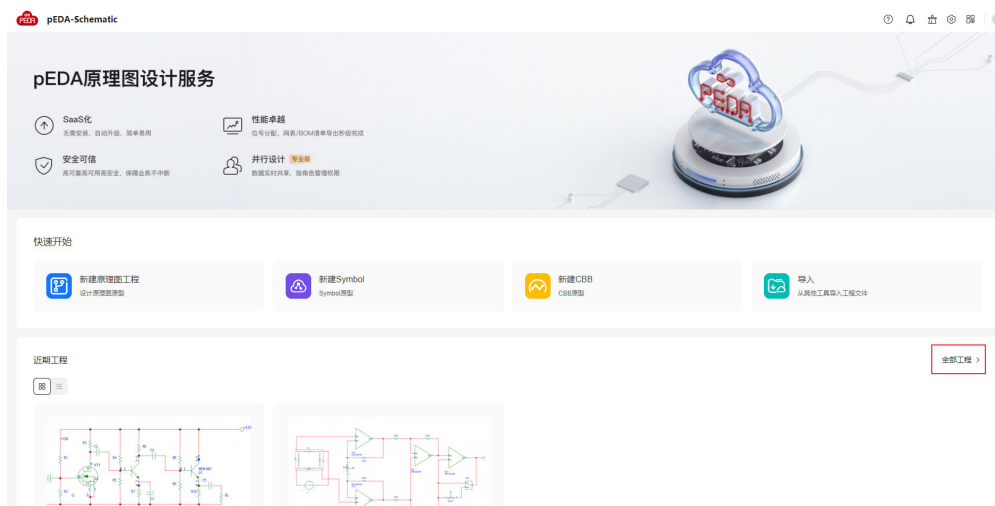 PEDA pEDA-Schematic
pEDA原理图设计服务
SaaS化
无需安装、自动升级、简单易用
性能卓越
位号分配、网表/BOM清单导出秒级完成
安全可信
高可靠高可用高安全，保障业务不中断
并行设计 专业版
数据实时共享、按角色管理权限
PEDA
快速开始
新建原理图工程
设计原理图原型
新建Symbol
Symbol原型
新建CBB
CBB原型
导入
从其他工具导入工程文件
近期工程
全部工程 >